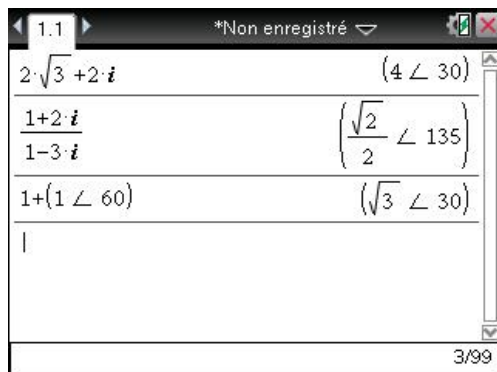 1.1 *Non enregistré
2·√3 +2·i (4 ∠ 30)
(1+2·i)/(1−3·i) (√2/2 ∠ 135)
1+(1 ∠ 60) (√3 ∠ 30)
3/99